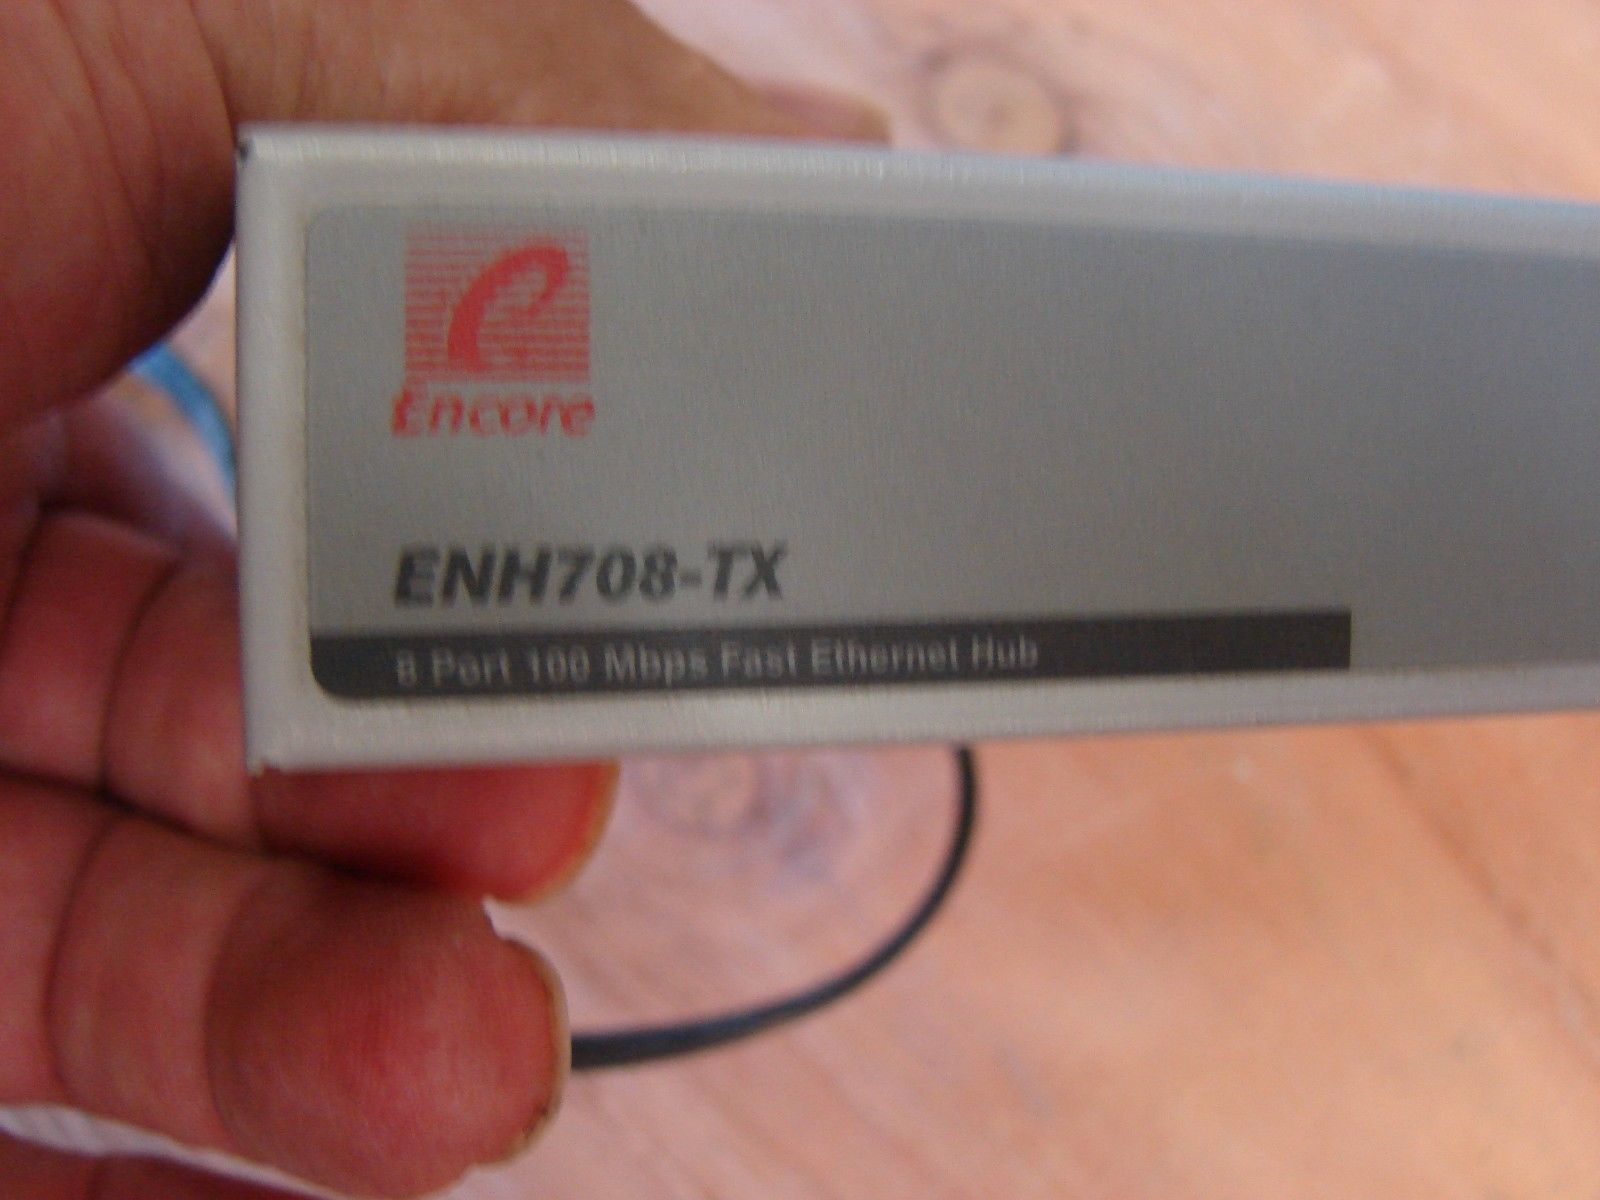 Encore
ENH708-TX
8 Port 100 Mbps Fast Ethernet Hub